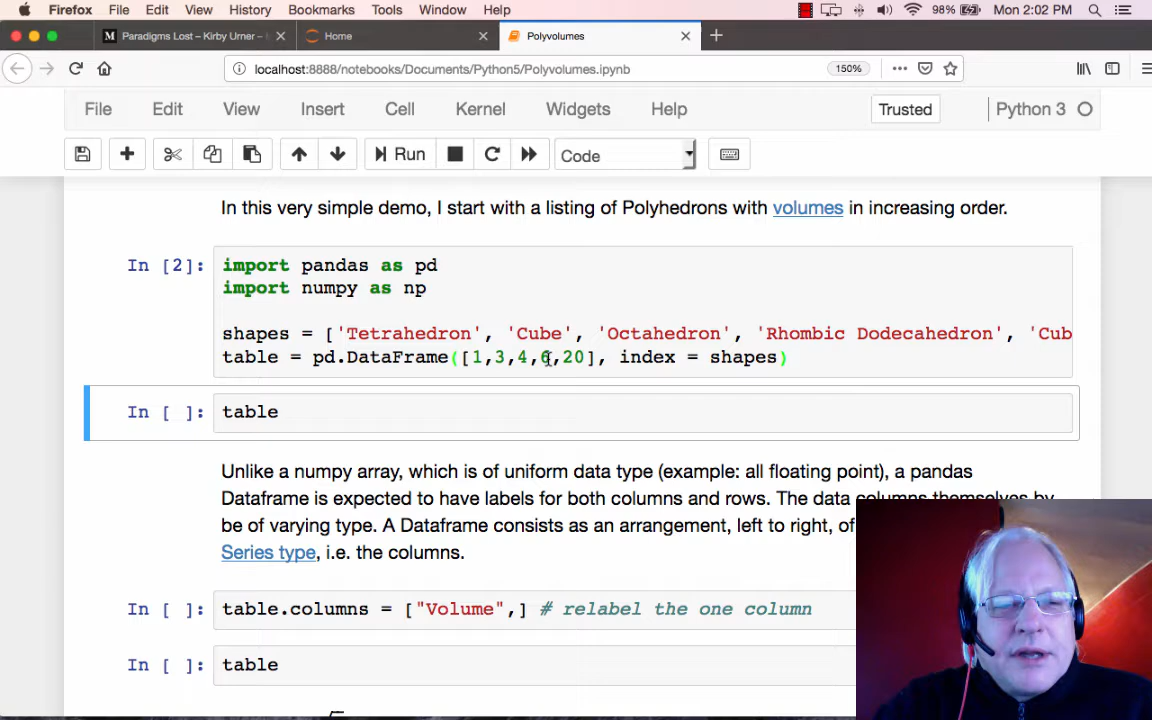 Firefox File Edit View History Bookmarks Tools Window Help 98% Mon 2:02 PM
M Paradigms Lost – Kirby Urner – Home Polyvolumes
localhost:8888/notebooks/Documents/Python5/Polyvolumes.ipynb 150%
File Edit View Insert Cell Kernel Widgets Help Trusted Python 3
Run Code
In this very simple demo, I start with a listing of Polyhedrons with volumes in increasing order.
In [2]: import pandas as pd
import numpy as np
shapes = ['Tetrahedron', 'Cube', 'Octahedron', 'Rhombic Dodecahedron', 'Cub
table = pd.DataFrame([1,3,4,6,20], index = shapes)
In [ ]: table
Unlike a numpy array, which is of uniform data type (example: all floating point), a pandas
Dataframe is expected to have labels for both columns and rows. The data columns themselves by
be of varying type. A Dataframe consists as an arrangement, left to right, of
Series type, i.e. the columns.
In [ ]: table.columns = ["Volume",] # relabel the one column
In [ ]: table